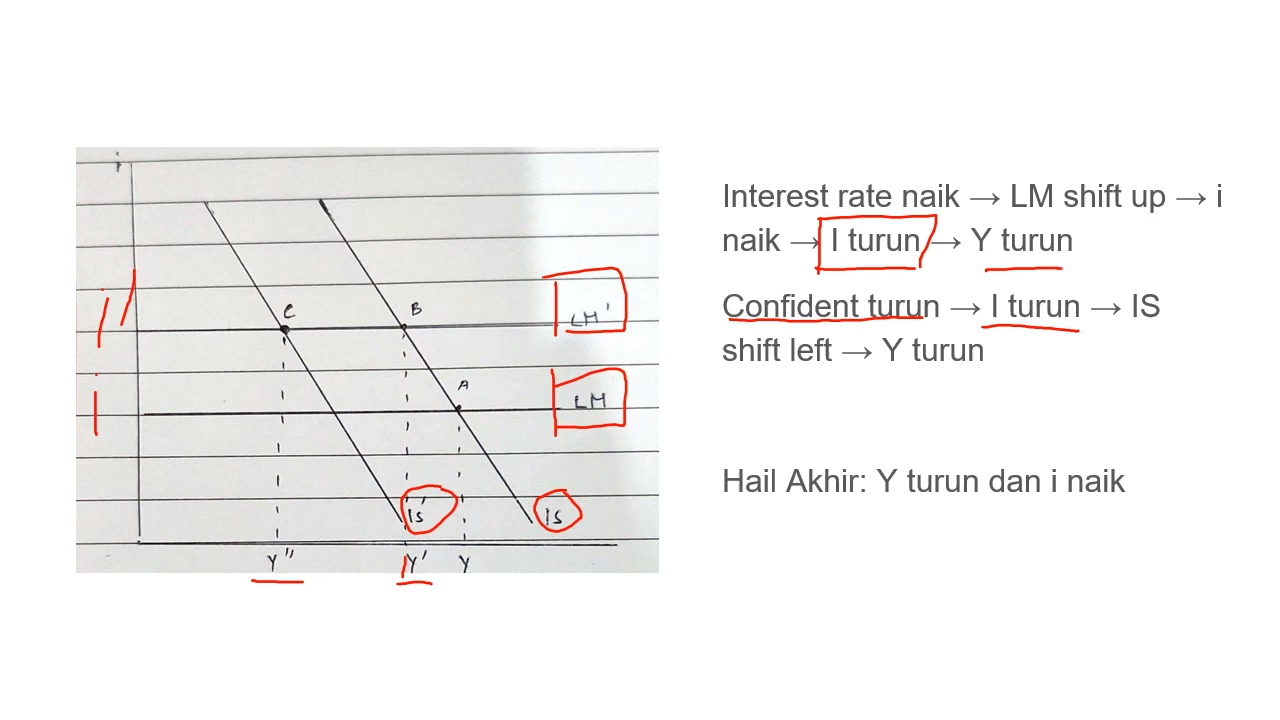 i
C
B
LM'
i'
A
LM
i
IS'
IS
Y"
Y'
Y
Interest rate naik → LM shift up → i
naik → I turun → Y turun
Confident turun → I turun → IS
shift left → Y turun
Hail Akhir: Y turun dan i naik